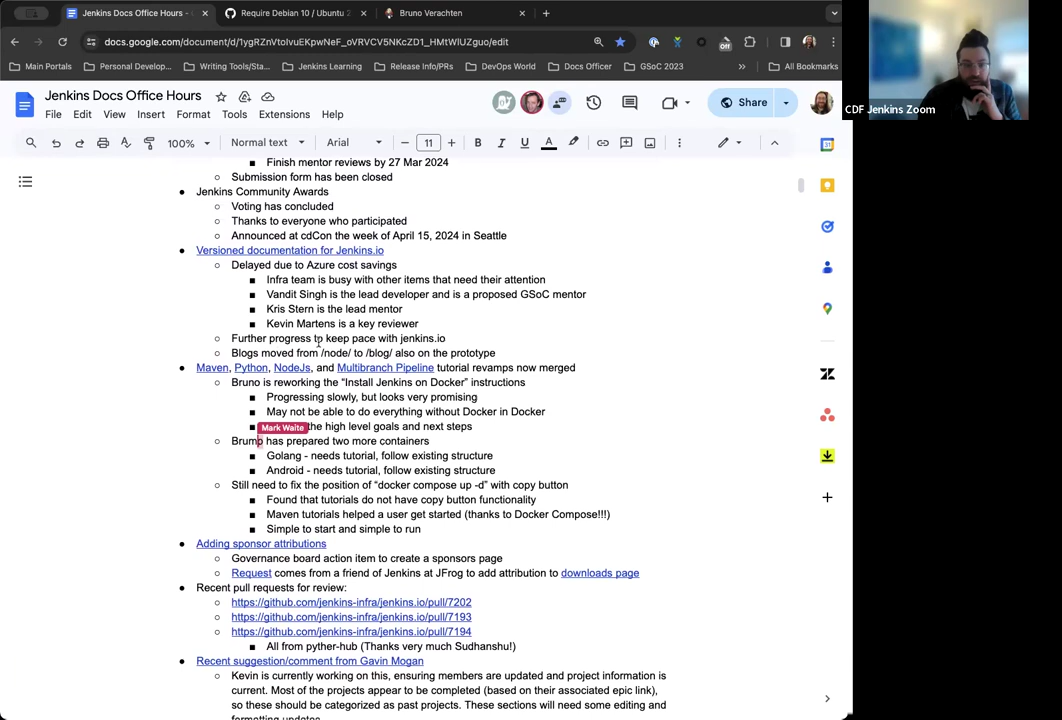 Jenkins Docs Office Hours -
Require Debian 10 / Ubuntu 2
Bruno Verachten
docs.google.com/document/d/1ygRZnVtoIvuEKpwNeF_oVRVCV5NKcZD1_HMtWlUZguo/edit
Off
Main Portals
Personal Develop...
Writing Tools/Sta...
Jenkins Learning
Release Info/PRs
DevOps World
Docs Officer
GSoC 2023
All Bookmarks
CDF Jenkins Zoom
Jenkins Docs Office Hours
File Edit View Insert Format Tools Extensions Help
Share
100% Normal text Arial 11
Finish mentor reviews by 27 Mar 2024
Submission form has been closed
Jenkins Community Awards
Voting has concluded
Thanks to everyone who participated
Announced at cdCon the week of April 15, 2024 in Seattle
Versioned documentation for Jenkins.io
Delayed due to Azure cost savings
Infra team is busy with other items that need their attention
Vandit Singh is the lead developer and is a proposed GSoC mentor
Kris Stern is the lead mentor
Kevin Martens is a key reviewer
Further progress to keep pace with jenkins.io
Blogs moved from /node/ to /blog/ also on the prototype
Maven, Python, NodeJs, and Multibranch Pipeline tutorial revamps now merged
Bruno is reworking the “Install Jenkins on Docker” instructions
Progressing slowly, but looks very promising
May not be able to do everything without Docker in Docker
Mark Waite
the high level goals and next steps
Brump has prepared two more containers
Golang - needs tutorial, follow existing structure
Android - needs tutorial, follow existing structure
Still need to fix the position of “docker compose up -d” with copy button
Found that tutorials do not have copy button functionality
Maven tutorials helped a user get started (thanks to Docker Compose!!!)
Simple to start and simple to run
Adding sponsor attributions
Governance board action item to create a sponsors page
Request comes from a friend of Jenkins at JFrog to add attribution to downloads page
Recent pull requests for review:
https://github.com/jenkins-infra/jenkins.io/pull/7202
https://github.com/jenkins-infra/jenkins.io/pull/7193
https://github.com/jenkins-infra/jenkins.io/pull/7194
All from pyther-hub (Thanks very much Sudhanshu!)
Recent suggestion/comment from Gavin Mogan
Kevin is currently working on this, ensuring members are updated and project information is
current. Most of the projects appear to be completed (based on their associated epic link),
so these should be categorized as past projects. These sections will need some editing and
formatting updates.